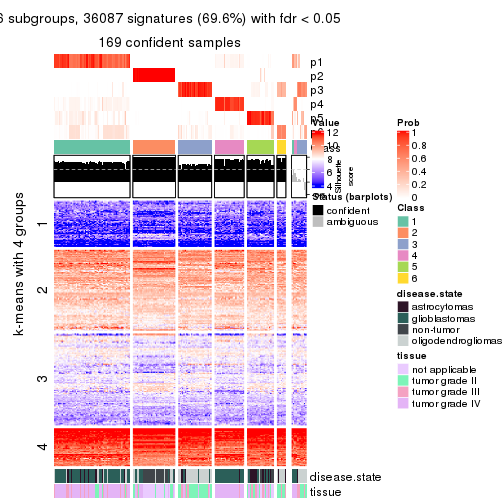 6 subgroups, 36087 signatures (69.6%) with fdr < 0.05
169 confident samples
p1
p2
p3
p4
p5
k-means with 4 groups
1
2
3
4
Value
12
10
8
6
4
Silhouette
score
Status (barplots)
confident
ambiguous
Prob
1
0.8
0.6
0.4
0.2
0
Class
1
2
3
4
5
6
disease.state
astrocytomas
glioblastomas
non-tumor
oligodendrogliomas
tissue
not applicable
tumor grade II
tumor grade III
tumor grade IV
disease.state
tissue